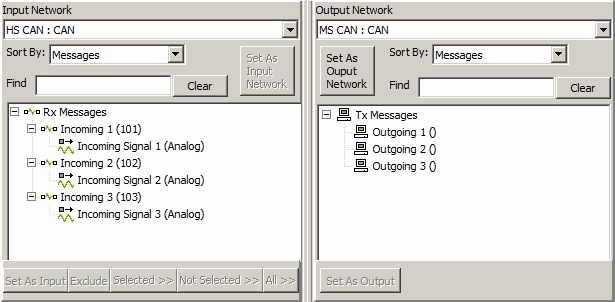 Input Network
HS CAN : CAN
Sort By: Messages
Set As
Input
Network
Find
Clear
Rx Messages
Incoming 1 (101)
Incoming Signal 1 (Analog)
Incoming 2 (102)
Incoming Signal 2 (Analog)
Incoming 3 (103)
Incoming Signal 3 (Analog)
Set As Input Exclude Selected >> Not Selected >> All >>
Output Network
MS CAN : CAN
Set As
Ouput
Network
Sort By: Messages
Find
Clear
Tx Messages
Outgoing 1 ()
Outgoing 2 ()
Outgoing 3 ()
Set As Output